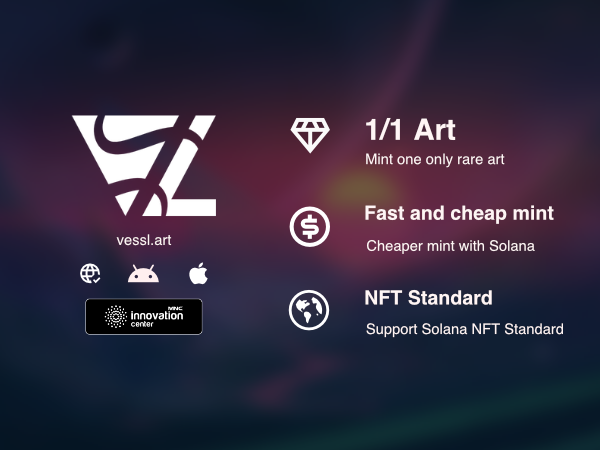 vessl.art
MNC
innovation
center
1/1 Art
Mint one only rare art
Fast and cheap mint
Cheaper mint with Solana
NFT Standard
Support Solana NFT Standard